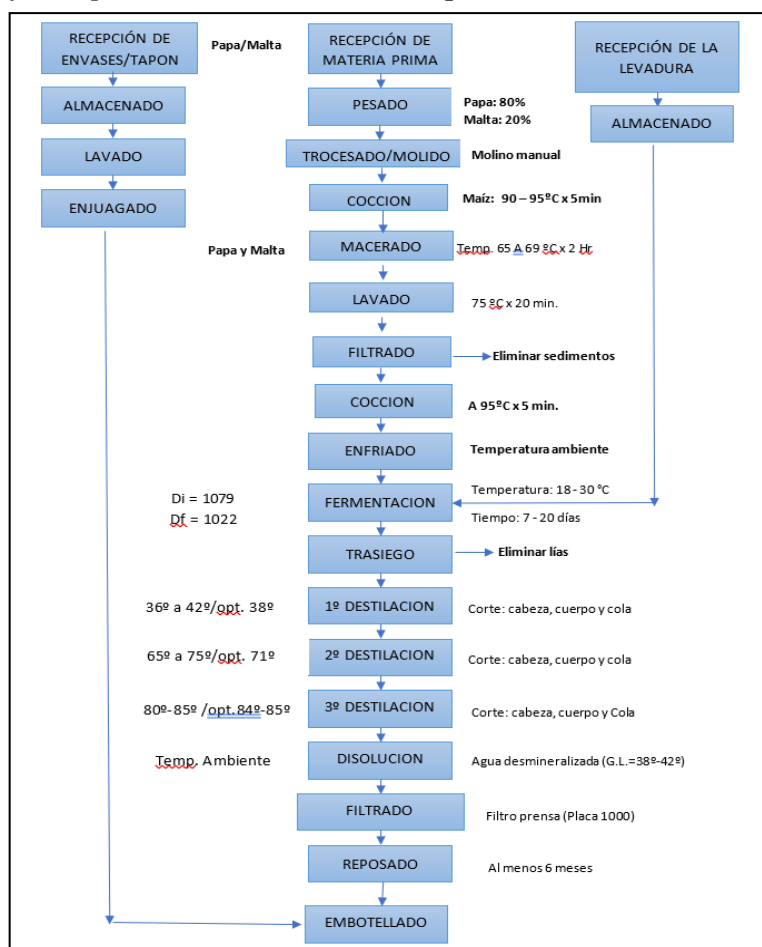 RECEPCIÓN DE
ENVASES/TAPON
ALMACENADO
LAVADO
ENJUAGADO
Papa/Malta
RECEPCIÓN DE
MATERIA PRIMA
PESADO
Papa: 80%
Malta: 20%
TROCESADO/MOLIDO
Molino manual
COCCION
Maíz: 90 – 95ºC x 5min
Papa y Malta
MACERADO
Temp. 65 A 69 ºC x 2 Hr.
LAVADO
75 ºC x 20 min.
FILTRADO
Eliminar sedimentos
COCCION
A 95ºC x 5 min.
ENFRIADO
Temperatura ambiente
Di = 1079
Df = 1022
FERMENTACION
Temperatura: 18 - 30 °C
Tiempo: 7 - 20 días
TRASIEGO
Eliminar lías
36º a 42º/opt. 38º
1º DESTILACION
Corte: cabeza, cuerpo y cola
65º a 75º/opt. 71º
2º DESTILACION
Corte: cabeza, cuerpo y cola
80º-85º /opt.84º-85º
3º DESTILACION
Corte: cabeza, cuerpo y Cola
Temp. Ambiente
DISOLUCION
Agua desmineralizada (G.L.=38º-42º)
FILTRADO
Filtro prensa (Placa 1000)
REPOSADO
Al menos 6 meses
EMBOTELLADO
RECEPCIÓN DE LA
LEVADURA
ALMACENADO